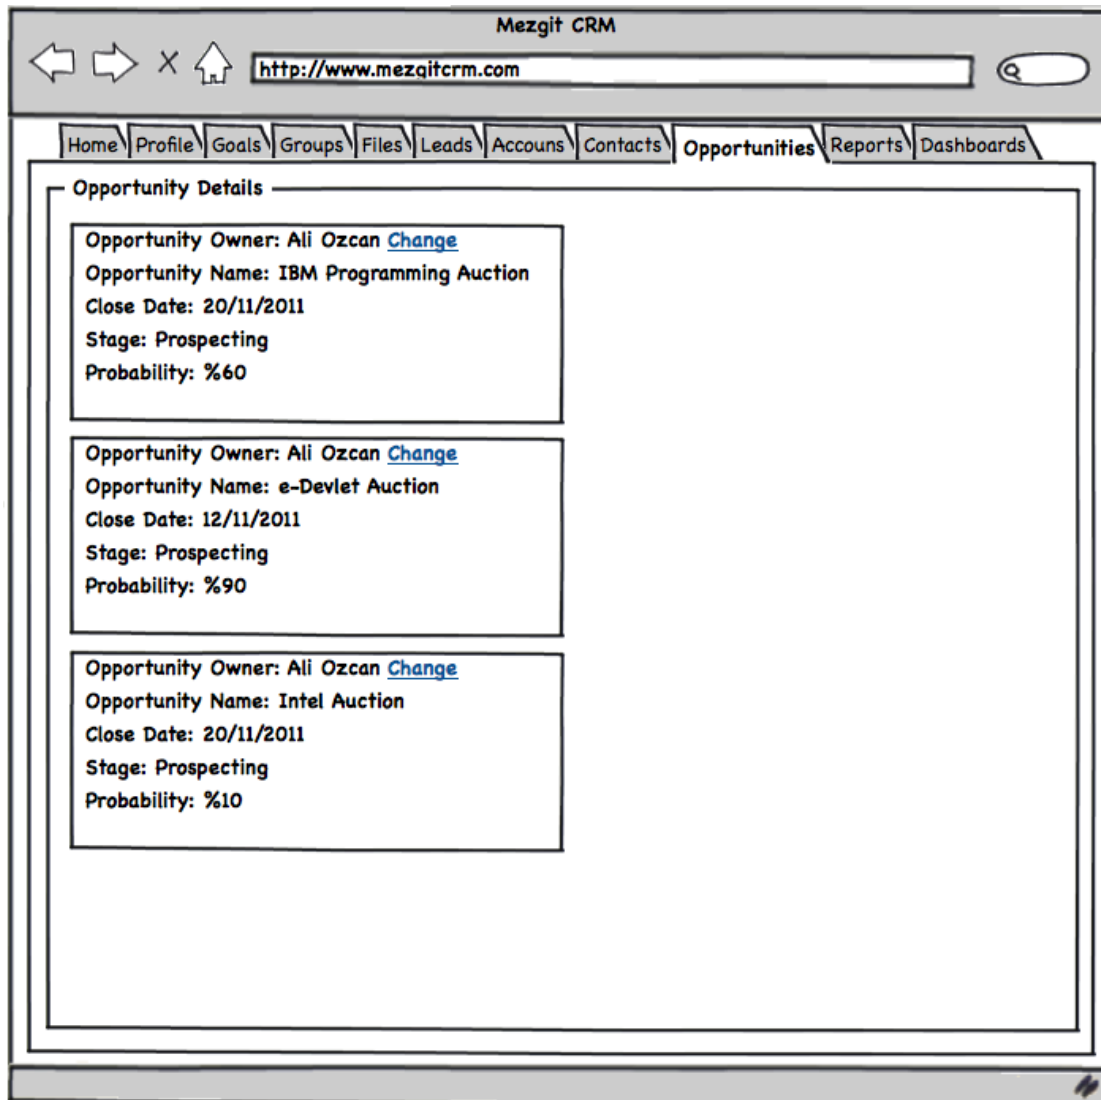 Mezgit CRM
http://www.mezgitcrm.com
Home Profile Goals Groups Files Leads Accouns Contacts Opportunities Reports Dashboards
Opportunity Details
Opportunity Owner: Ali Ozcan Change
Opportunity Name: IBM Programming Auction
Close Date: 20/11/2011
Stage: Prospecting
Probability: %60
Opportunity Owner: Ali Ozcan Change
Opportunity Name: e-Devlet Auction
Close Date: 12/11/2011
Stage: Prospecting
Probability: %90
Opportunity Owner: Ali Ozcan Change
Opportunity Name: Intel Auction
Close Date: 20/11/2011
Stage: Prospecting
Probability: %10